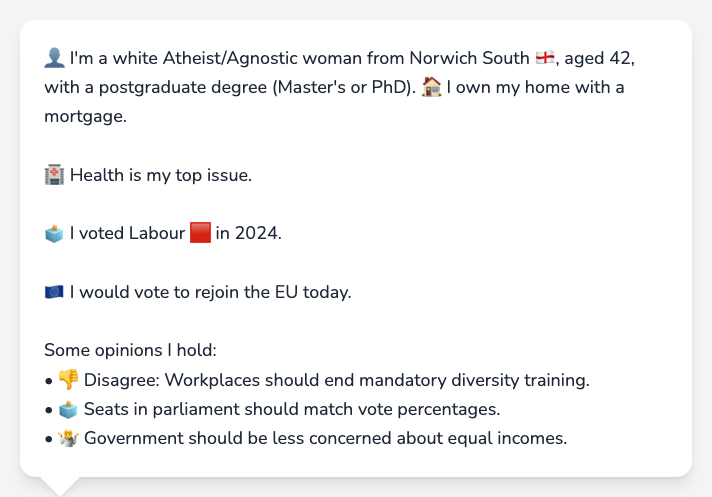 👤 I'm a white Atheist/Agnostic woman from Norwich South 🏴󠁧󠁢󠁥󠁮󠁧󠁿, aged 42,
with a postgraduate degree (Master's or PhD). 🏠 I own my home with a
mortgage.
🏥 Health is my top issue.
🗳️ I voted Labour 🟥 in 2024.
🇪🇺 I would vote to rejoin the EU today.
Some opinions I hold:
• 👎 Disagree: Workplaces should end mandatory diversity training.
• 🗳️ Seats in parliament should match vote percentages.
• 🤷‍♀️ Government should be less concerned about equal incomes.